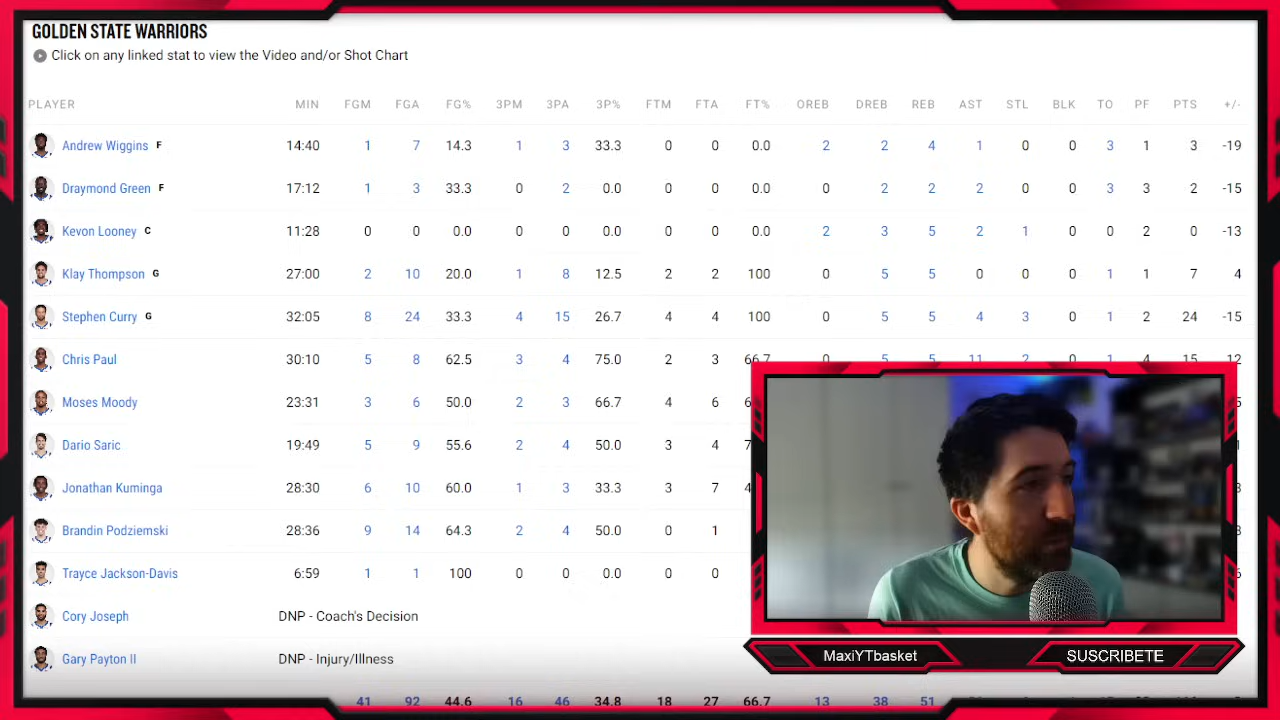 GOLDEN STATE WARRIORS
Click on any linked stat to view the Video and/or Shot Chart
PLAYER MIN FGM FGA FG% 3PM 3PA 3P% FTM FTA FT% OREB DREB REB AST STL BLK TO PF PTS +/-
Andrew Wiggins F 14:40 1 7 14.3 1 3 33.3 0 0 0.0 2 2 4 1 0 0 3 1 3 -19
Draymond Green F 17:12 1 3 33.3 0 2 0.0 0 0 0.0 0 2 2 2 0 0 3 3 2 -15
Kevon Looney C 11:28 0 0 0.0 0 0 0.0 0 0 0.0 2 3 5 2 1 0 0 2 0 -13
Klay Thompson G 27:00 2 10 20.0 1 8 12.5 2 2 100 0 5 5 0 0 0 1 1 7 4
Stephen Curry G 32:05 8 24 33.3 4 15 26.7 4 4 100 0 5 5 4 3 0 1 2 24 -15
Chris Paul 30:10 5 8 62.5 3 4 75.0 2 3 66.7 0 5 5 11 2 0 1 4 15 12
Moses Moody 23:31 3 6 50.0 2 3 66.7 4 6
Dario Saric 19:49 5 9 55.6 2 4 50.0 3 4
Jonathan Kuminga 28:30 6 10 60.0 1 3 33.3 3 7
Brandin Podziemski 28:36 9 14 64.3 2 4 50.0 0 1
Trayce Jackson-Davis 6:59 1 1 100 0 0 0.0 0 0
Cory Joseph DNP - Coach's Decision
Gary Payton II DNP - Injury/Illness
41 92 44.6 16 46 34.8 18 27 66.7 13 38 51
MaxiYTbasket
SUSCRIBETE